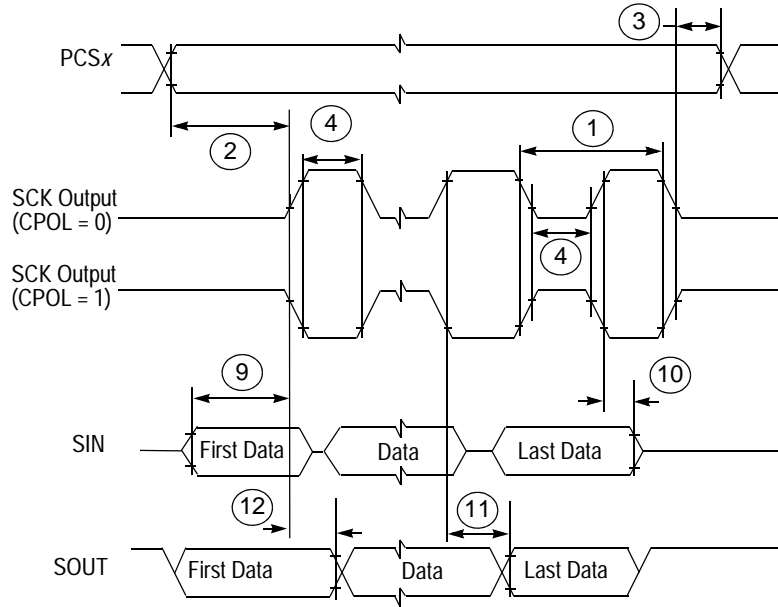 3
PCSx
2
4
1
SCK Output
(CPOL = 0)
4
SCK Output
(CPOL = 1)
9
10
SIN
First Data
Data
Last Data
12
11
SOUT
First Data
Data
Last Data